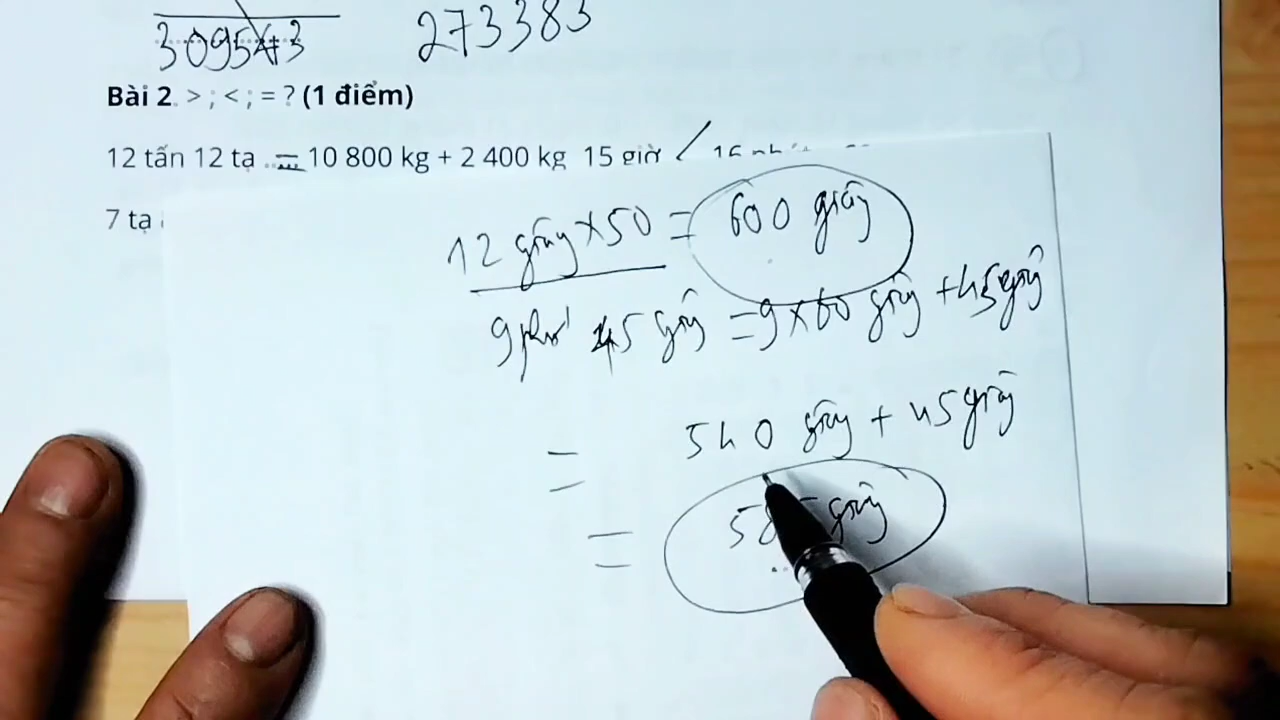 309543 273383
Bài 2. > ; < ; = ? (1 điểm)
12 tấn 12 tạ ..=.. 10 800 kg + 2 400 kg 15 giờ
7 tạ
12 giây × 50 = 600 giây
9 phút 45 giây = 9 × 60 giây + 45 giây
= 540 giây + 45 giây
= 585 giây